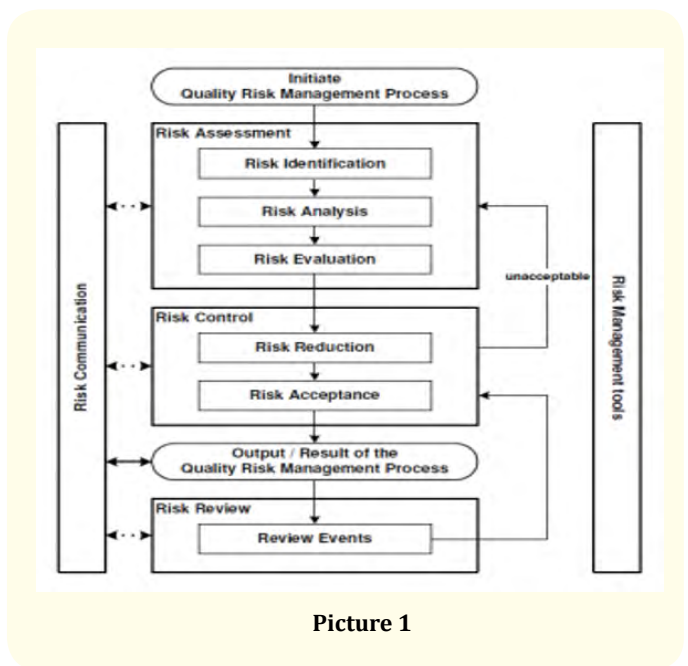 Initiate
Quality Risk Management Process
Risk Assessment
Risk Identification
Risk Analysis
Risk Evaluation
unacceptable
Risk Communication
Risk Management tools
Risk Control
Risk Reduction
Risk Acceptance
Output / Result of the
Quality Risk Management Process
Risk Review
Review Events
Picture 1